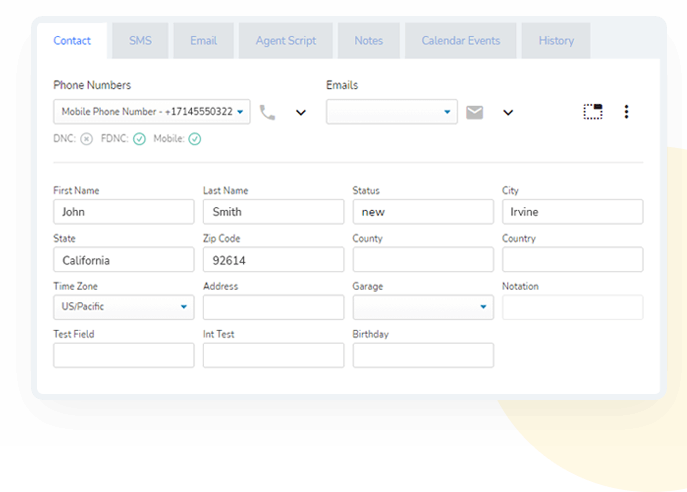 Contact SMS Email Agent Script Notes Calendar Events History
Phone Numbers Emails
Mobile Phone Number - +17145550322
DNC: FDNC: Mobile:
First Name Last Name Status City
John Smith new Irvine
State Zip Code County Country
California 92614
Time Zone Address Garage Notation
US/Pacific
Test Field Int Test Birthday